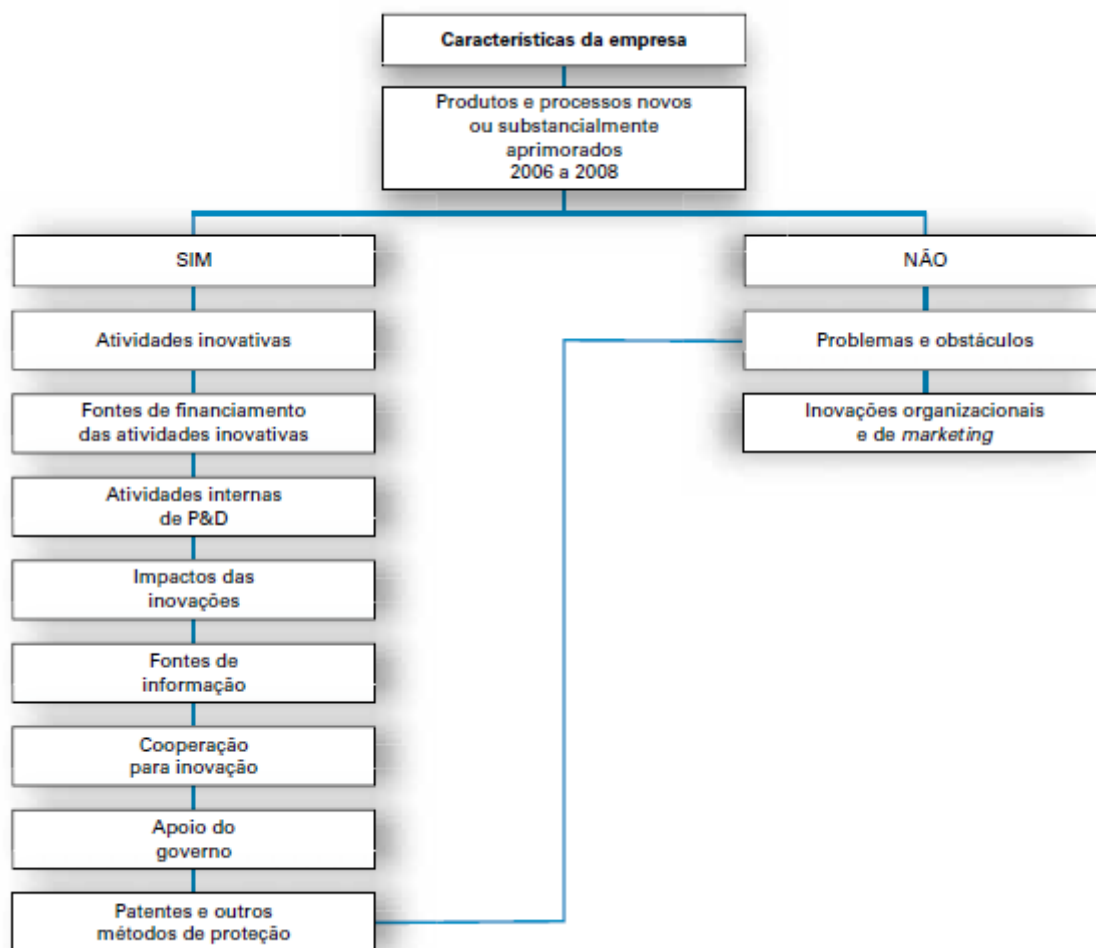 Características da empresa
Produtos e processos novos
ou substancialmente
aprimorados
2006 a 2008
SIM
Atividades inovativas
Fontes de financiamento
das atividades inovativas
Atividades internas
de P&D
Impactos das
inovações
Fontes de
informação
Cooperação
para inovação
Apoio do
governo
Patentes e outros
métodos de proteção
NÃO
Problemas e obstáculos
Inovações organizacionais
e de marketing